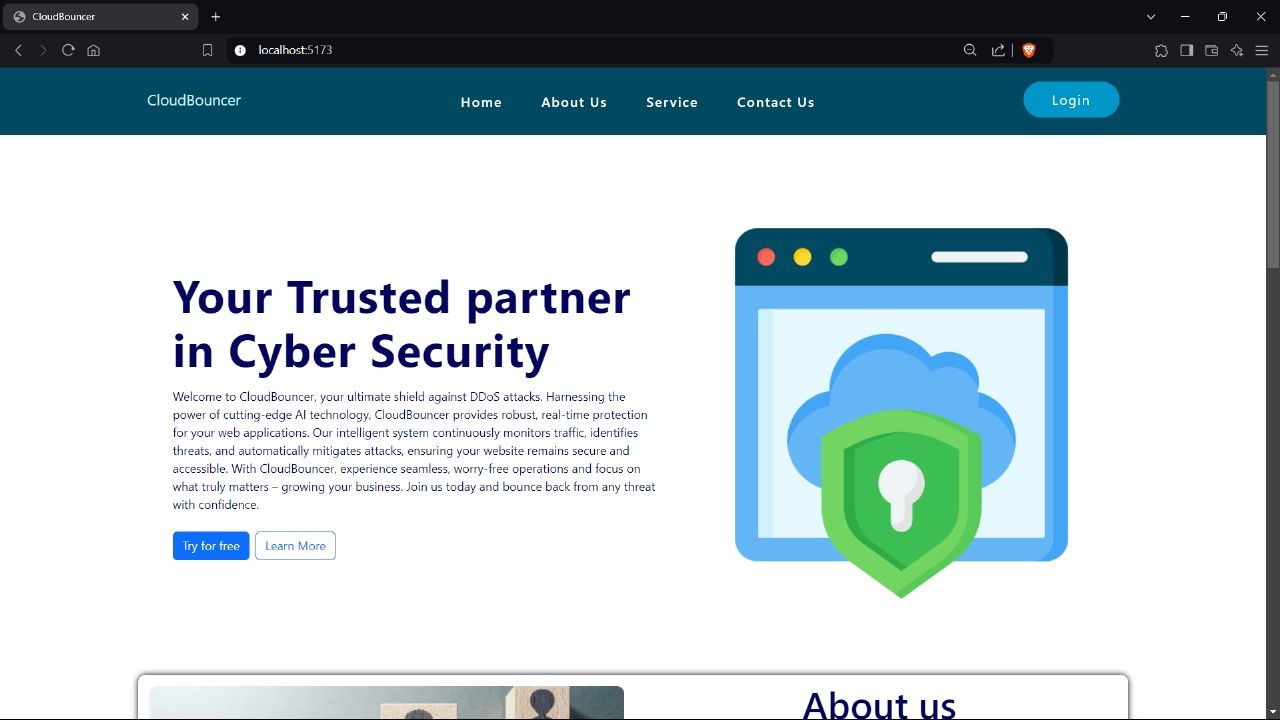 CloudBouncer
localhost:5173
CloudBouncer
Home
About Us
Service
Contact Us
Login
Your Trusted partner
in Cyber Security
Welcome to CloudBouncer, your ultimate shield against DDoS attacks. Harnessing the
power of cutting-edge AI technology, CloudBouncer provides robust, real-time protection
for your web applications. Our intelligent system continuously monitors traffic, identifies
threats, and automatically mitigates attacks, ensuring your website remains secure and
accessible. With CloudBouncer, experience seamless, worry-free operations and focus on
what truly matters – growing your business. Join us today and bounce back from any threat
with confidence.
Try for free
Learn More
About us